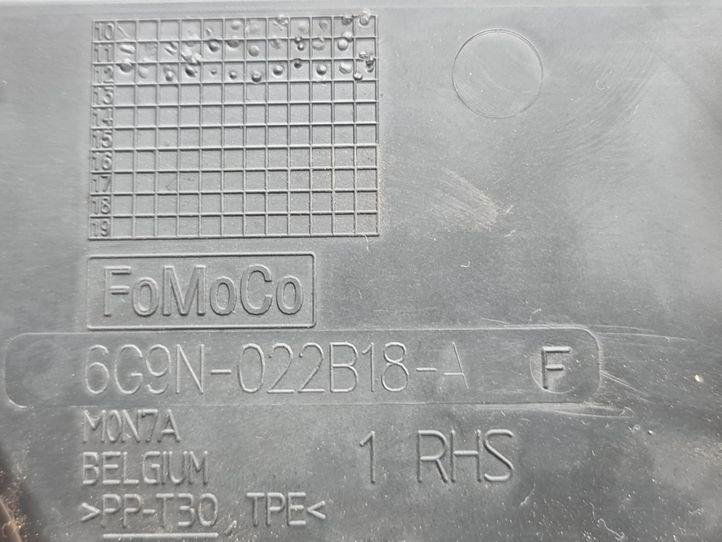 10
11
12
13
14
15
16
17
18
19
FoMoCo
6G9N-022B18-A F
M0N7A
BELGIUM
1 RHS
>PP-T30 TPE<